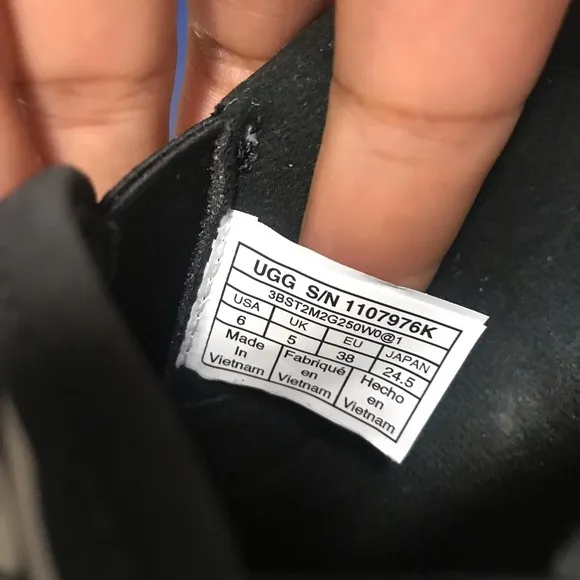 UGG S/N 1107976K
3BST2M2G250W0@1
USA UK EU JAPAN
6 5 38 24.5
Made In Vietnam Fabriqué en Vietnam Hecho en Vietnam